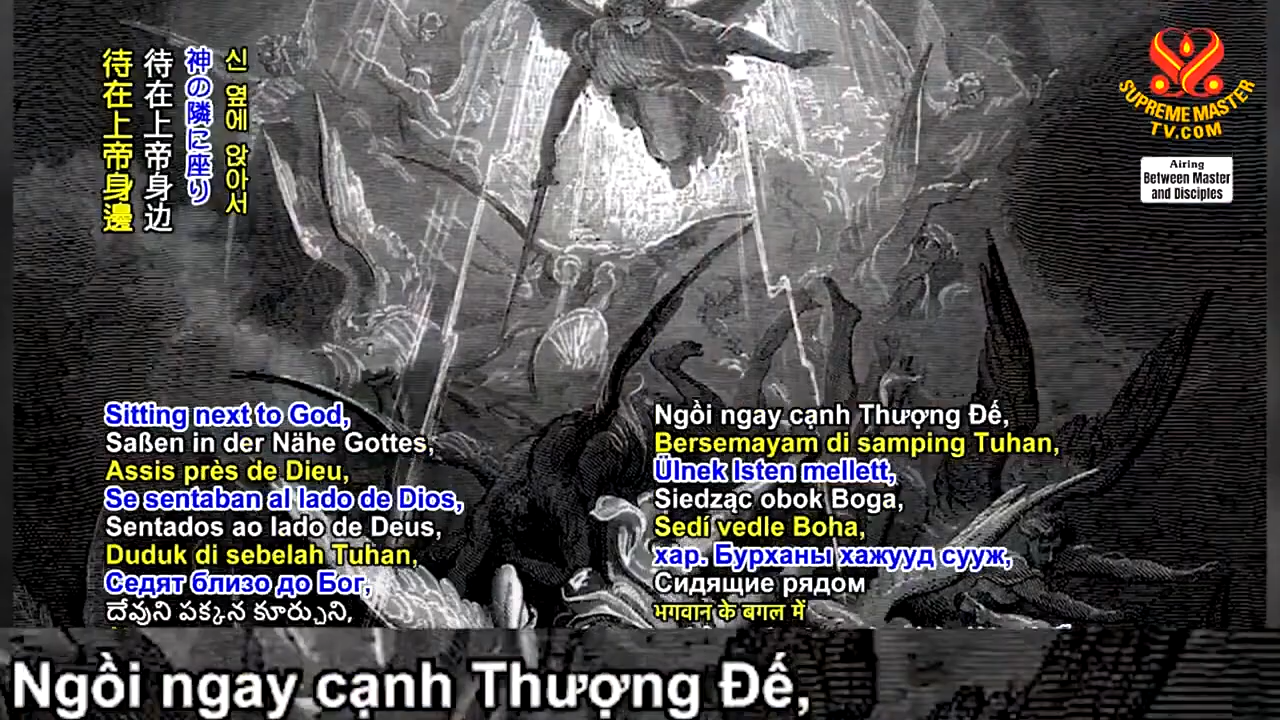 待在上帝身邊
待在上帝身边
神の隣に座り
신 옆에 앉아서
SUPREME MASTER
TV.COM
Airing
Between Master
and Disciples
Sitting next to God,
Saßen in der Nähe Gottes,
Assis près de Dieu,
Se sentaban al lado de Dios,
Sentados ao lado de Deus,
Duduk di sebelah Tuhan,
Седят близо до Бог,
దేవుని పక్కన కూర్చుని,
Ngồi ngay cạnh Thượng Đế,
Bersemayam di samping Tuhan,
Ülnek Isten mellett,
Siedząc obok Boga,
Sedí vedle Boha,
хар. Бурханы хажууд сууж,
Сидящие рядом
भगवान के बगल में
Ngồi ngay cạnh Thượng Đế,